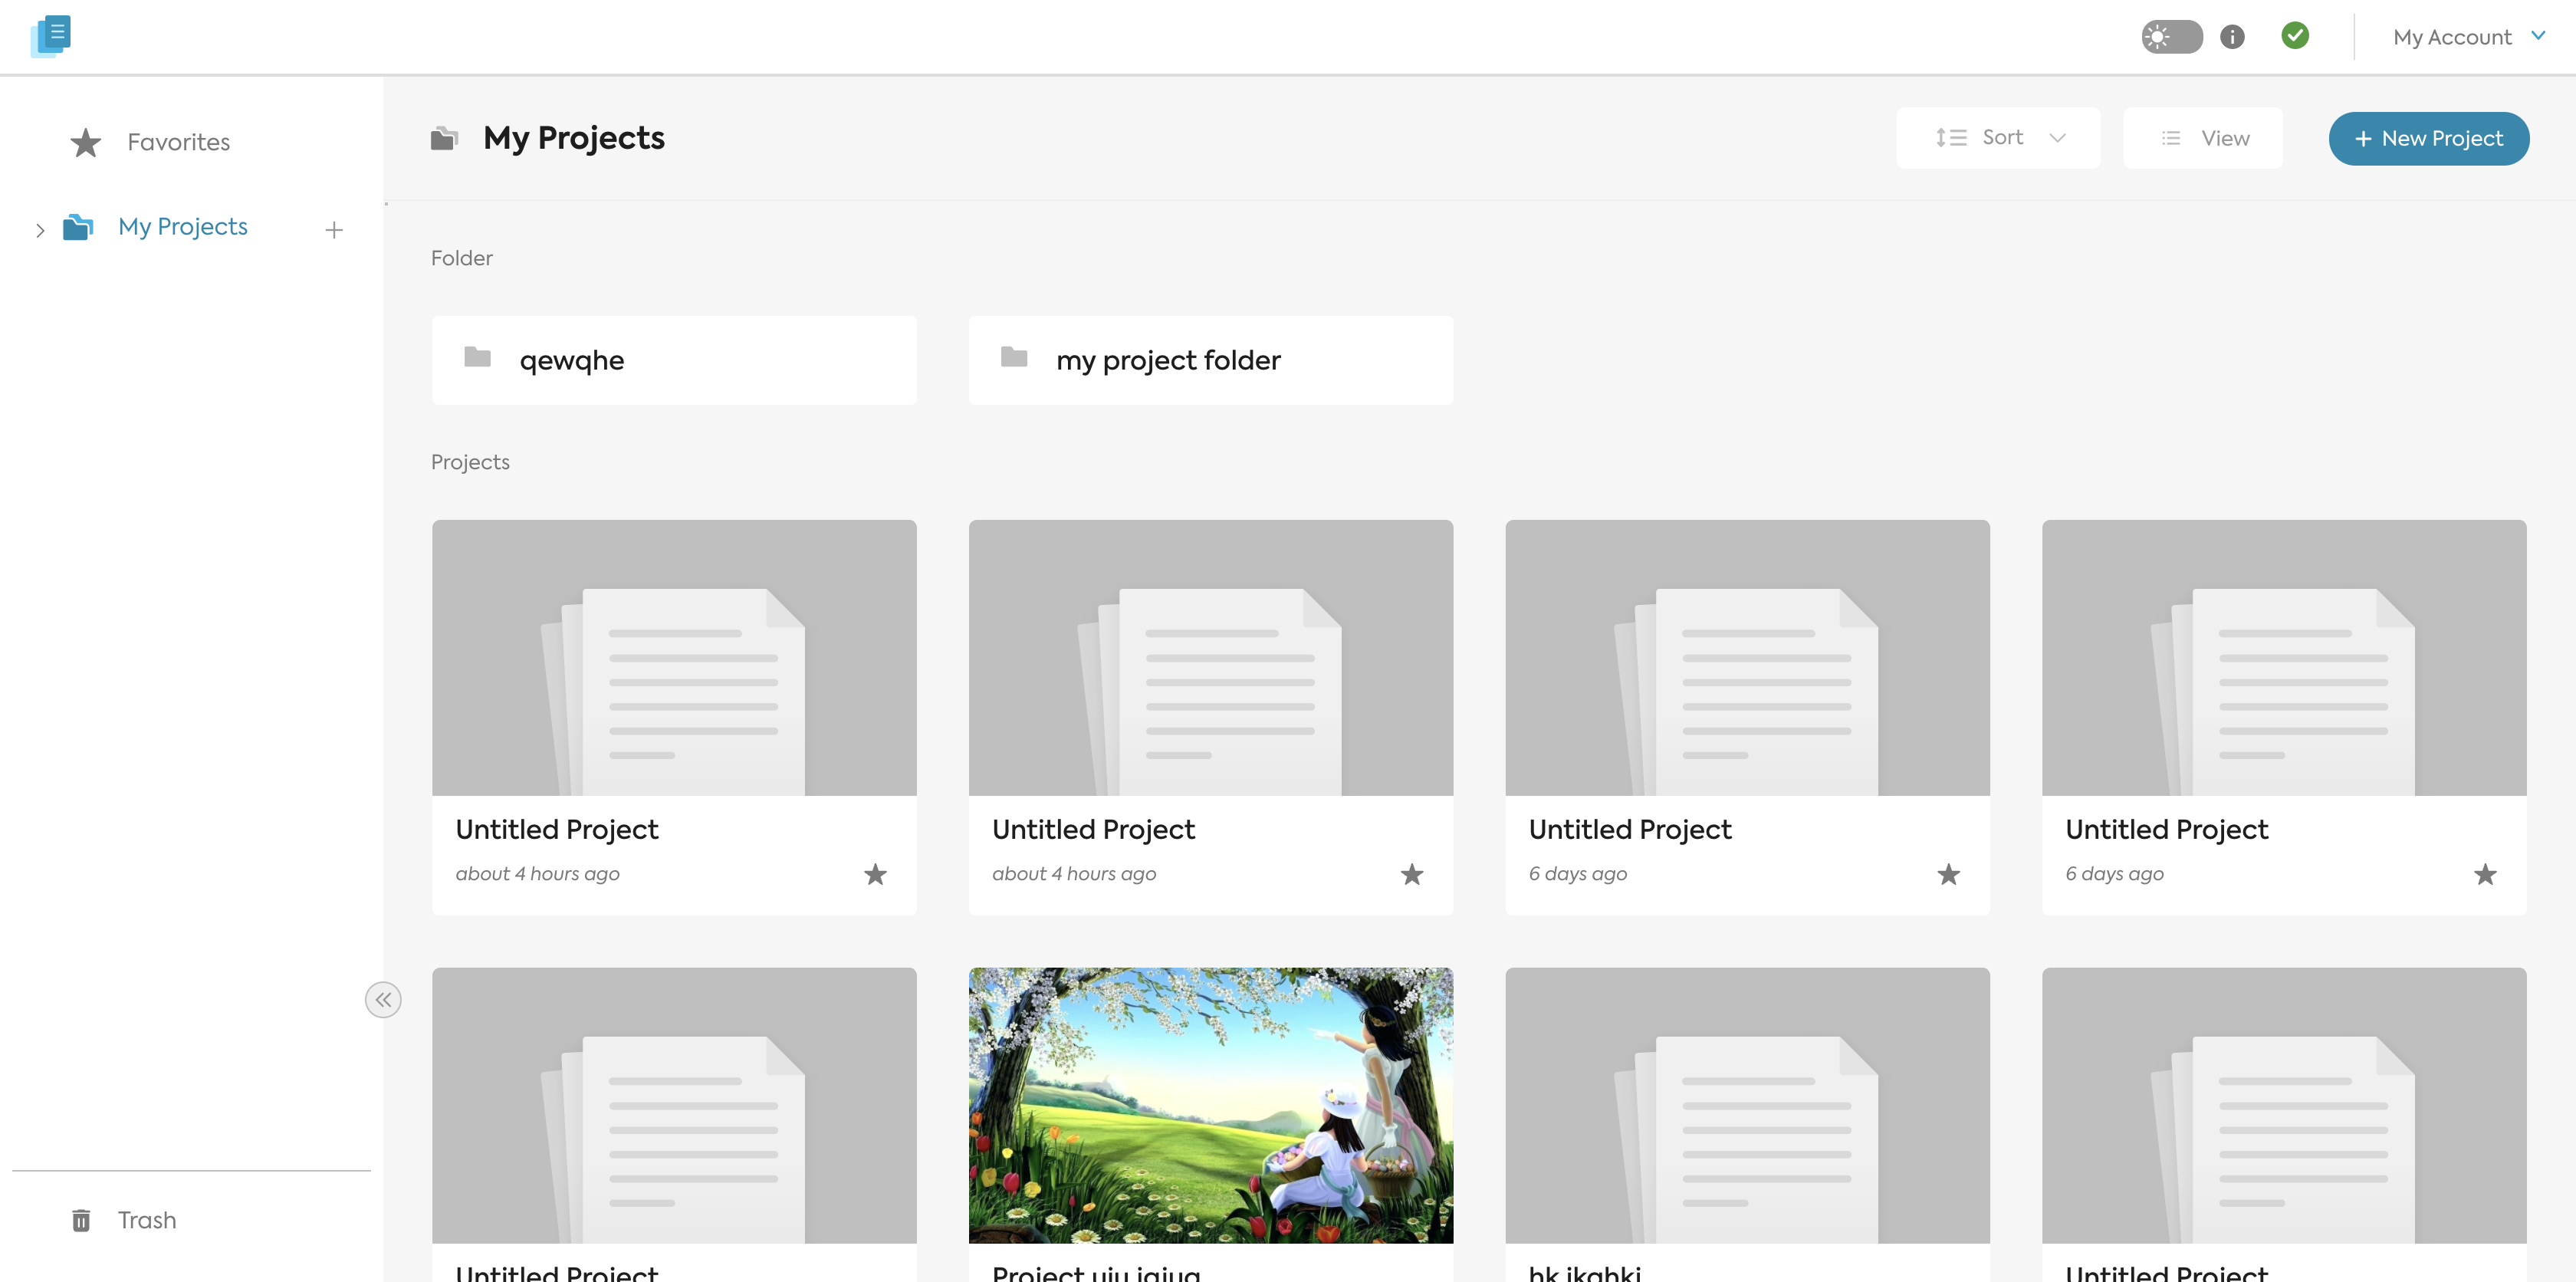 My Account
Favorites
My Projects
My Projects
Sort
View
New Project
Folder
qewqhe
my project folder
Projects
Untitled Project
about 4 hours ago
Untitled Project
about 4 hours ago
Untitled Project
6 days ago
Untitled Project
6 days ago
Untitled Project
Untitled Project
Trash